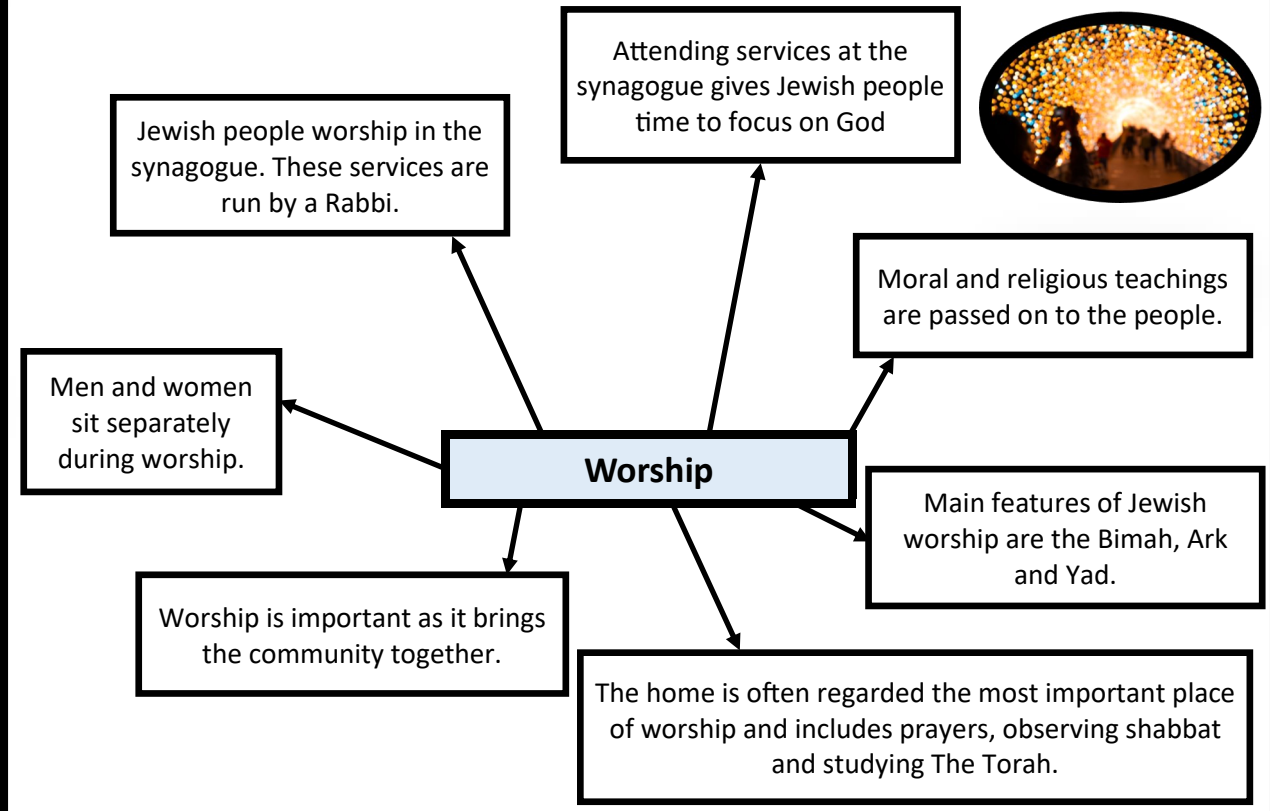 Attending services at the
synagogue gives Jewish people
time to focus on God
Jewish people worship in the
synagogue. These services are
run by a Rabbi.
Moral and religious teachings
are passed on to the people.
Men and women
sit separately
during worship.
Worship
Main features of Jewish
worship are the Bimah, Ark
and Yad.
Worship is important as it brings
the community together.
The home is often regarded the most important place
of worship and includes prayers, observing shabbat
and studying The Torah.